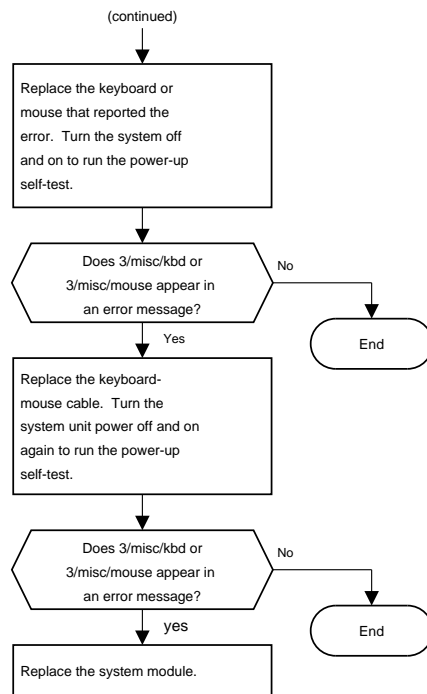 (continued)
Replace the keyboard or
mouse that reported the
error. Turn the system off
and on to run the power-up
self-test.
Does 3/misc/kbd or
3/misc/mouse appear in
an error message?
No
End
Yes
Replace the keyboard-
mouse cable. Turn the
system unit power off and on
again to run the power-up
self-test.
Does 3/misc/kbd or
3/misc/mouse appear in
an error message?
No
End
yes
Replace the system module.